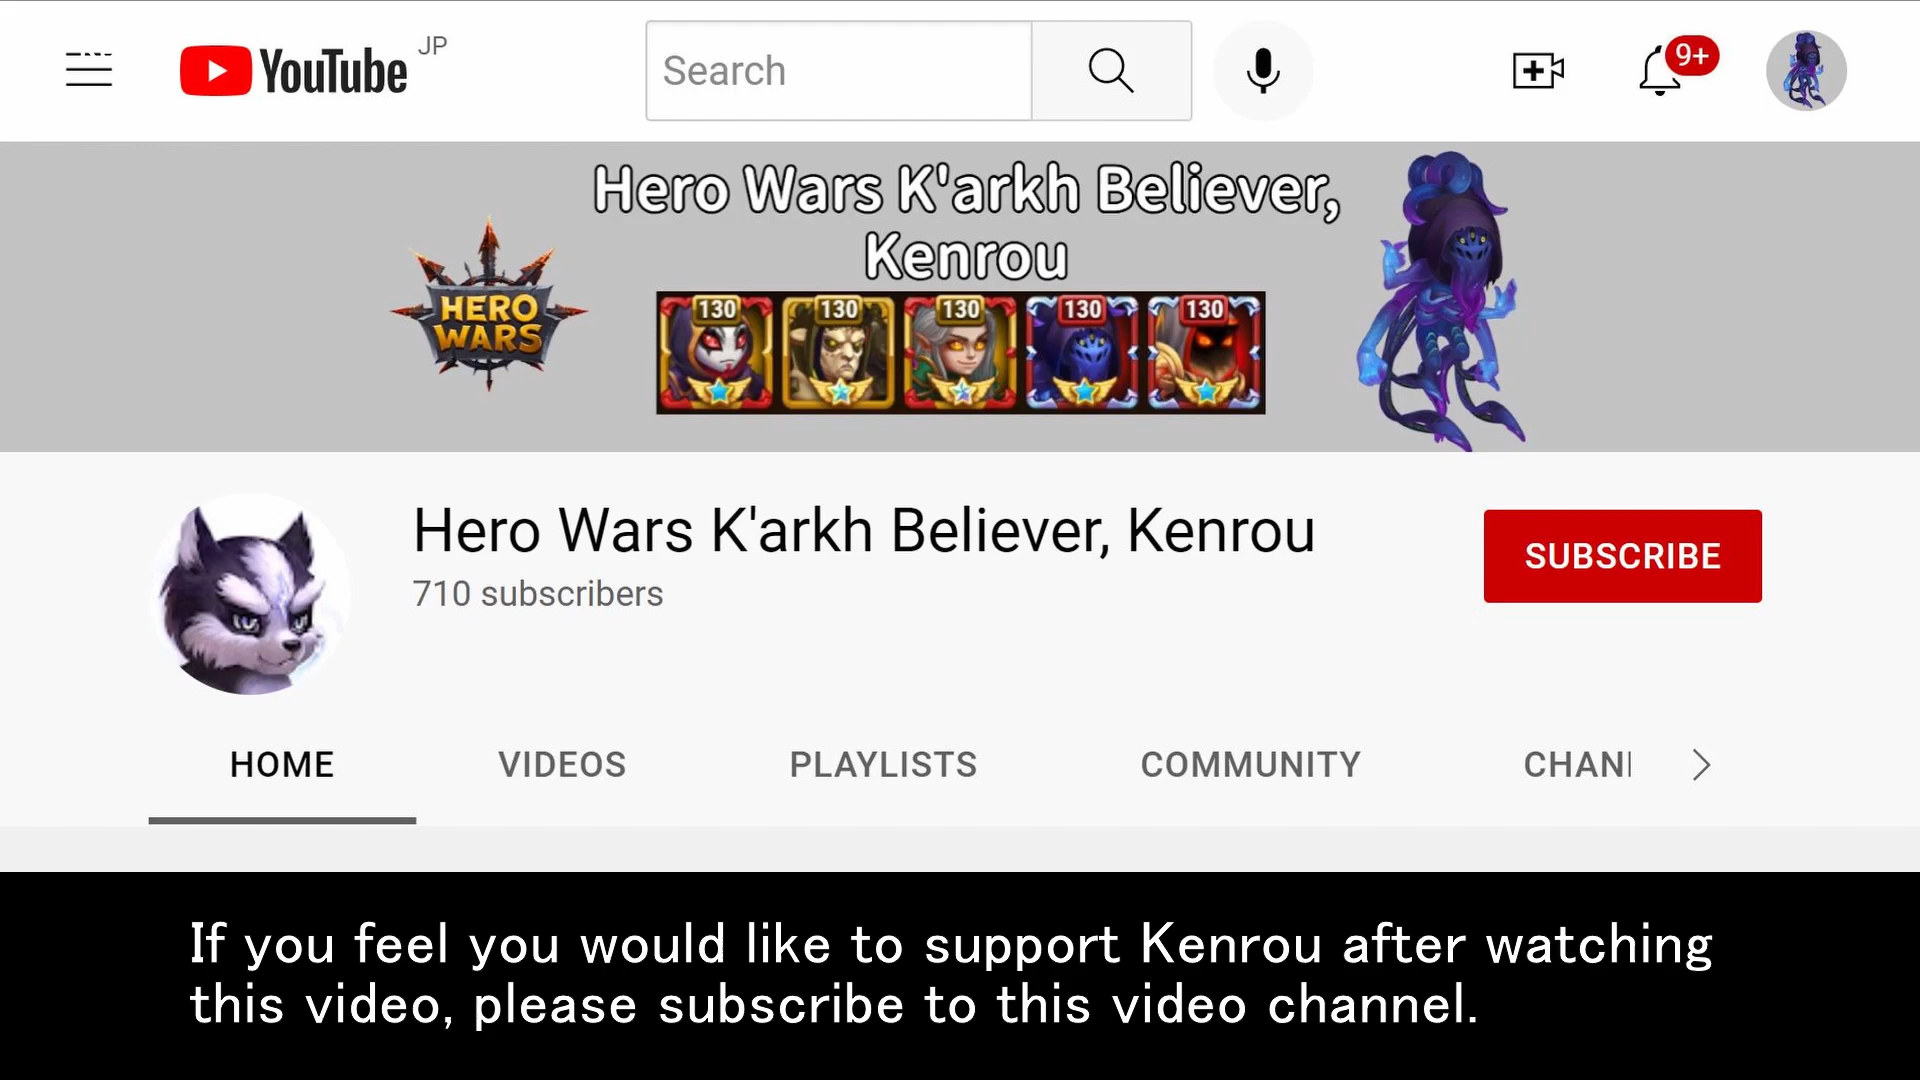 YouTube JP
Search
9+
Hero Wars K'arkh Believer,
Kenrou
HERO
WARS
130 130 130 130 130
Hero Wars K'arkh Believer, Kenrou
710 subscribers
SUBSCRIBE
HOME VIDEOS PLAYLISTS COMMUNITY CHAN
If you feel you would like to support Kenrou after watching
this video, please subscribe to this video channel.